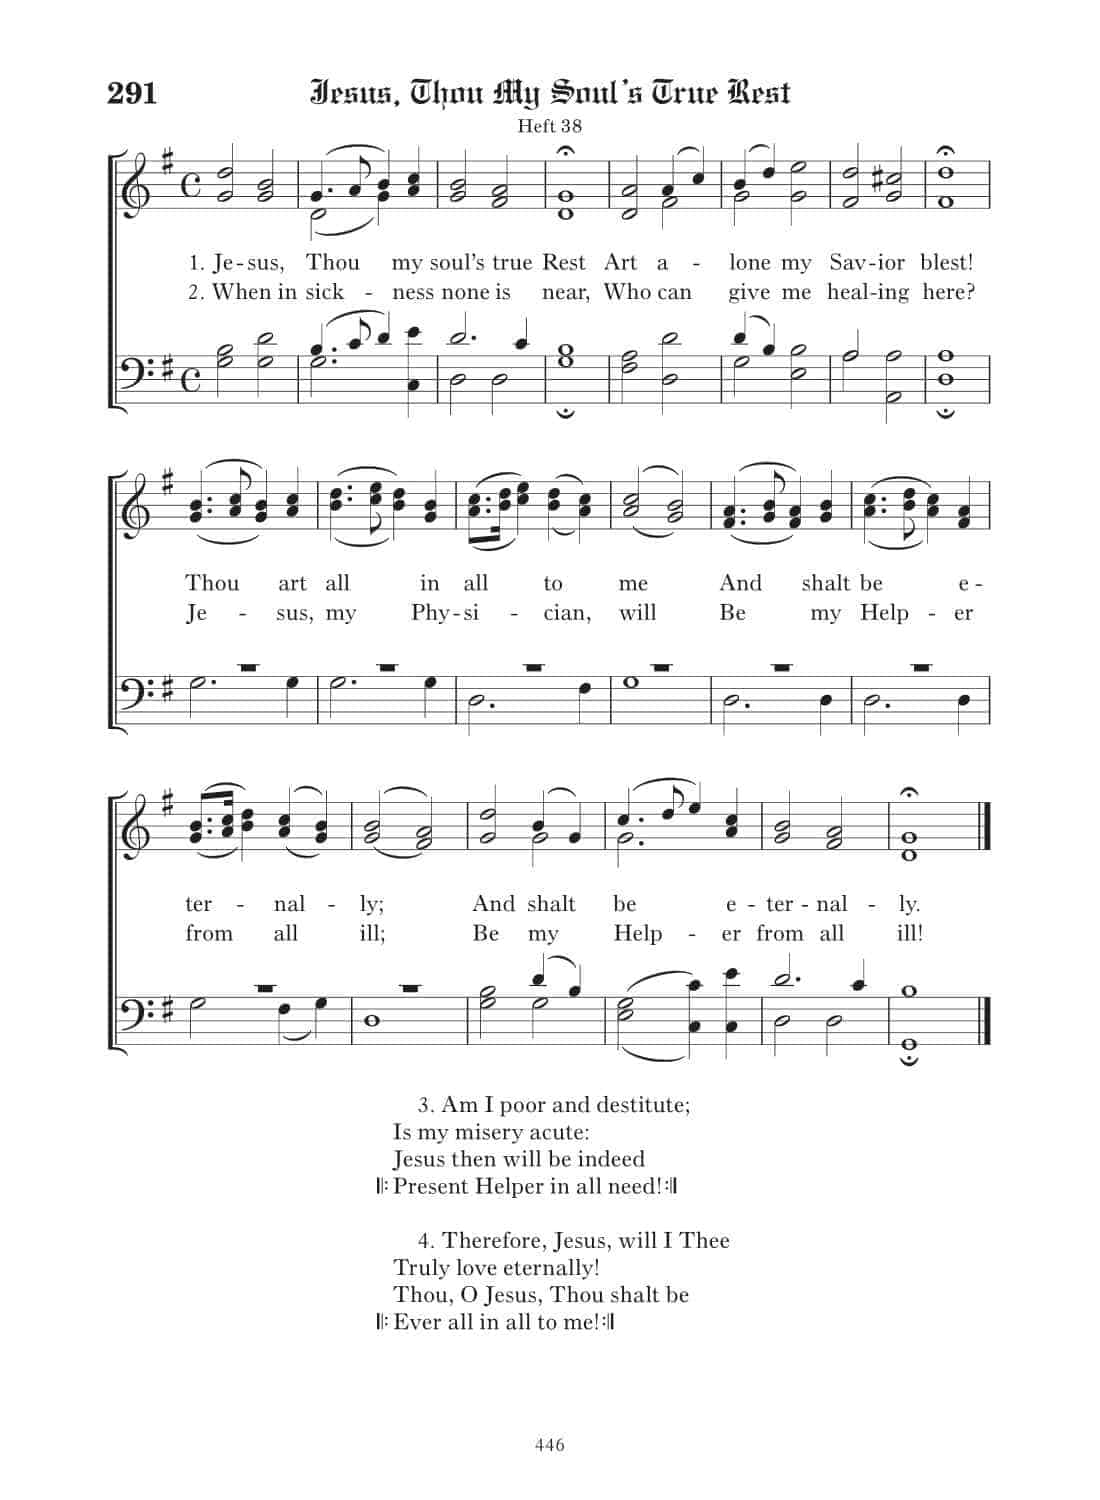 291 Jesus, Thou My Soul's True Rest
Heft 38
1. Je-sus, Thou my soul's true Rest Art a - lone my Sav-ior blest!
2. When in sick - ness none is near, Who can give me heal-ing here?
Thou art all in all to me And shalt be e -
Je - sus, my Phy-si - cian, will Be my Help - er
ter - nal - ly; And shalt be e - ter - nal - ly.
from all ill; Be my Help - er from all ill!
3. Am I poor and destitute;
Is my misery acute:
Jesus then will be indeed
𝄆 Present Helper in all need! 𝄇
4. Therefore, Jesus, will I Thee
Truly love eternally!
Thou, O Jesus, Thou shalt be
𝄆 Ever all in all to me! 𝄇
446